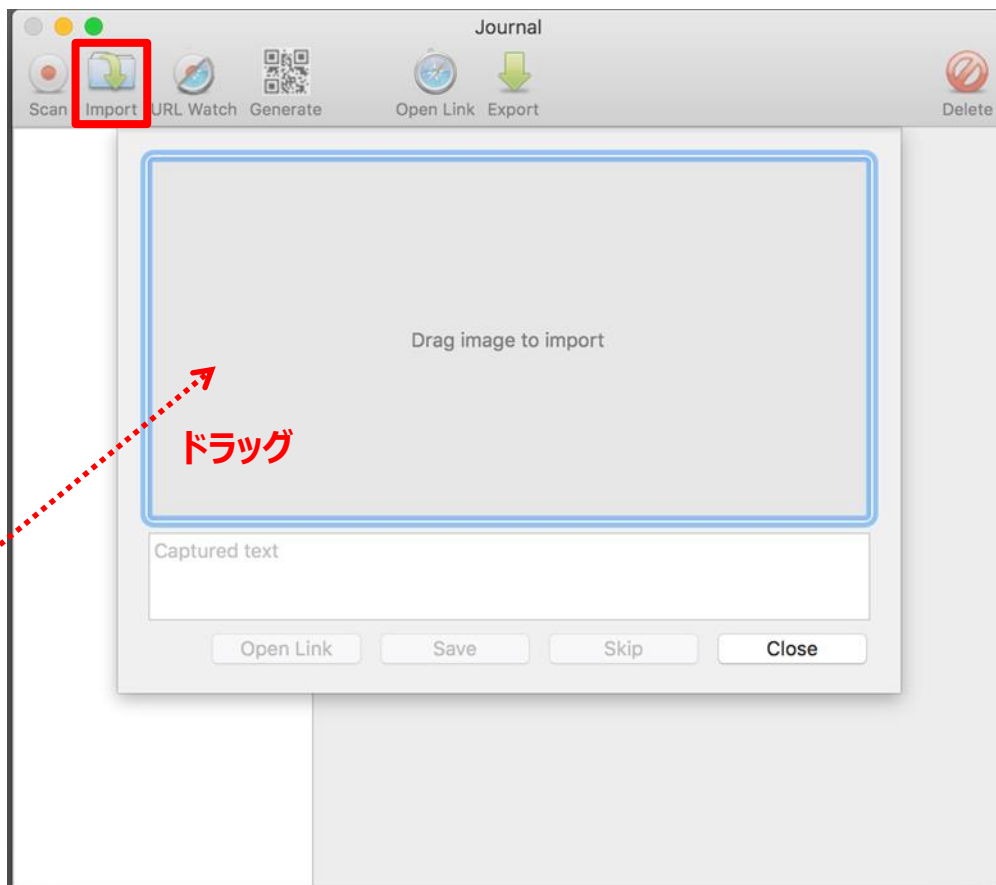 Journal
Scan Import URL Watch Generate Open Link Export Delete
Drag image to import
ドラッグ
Captured text
Open Link Save Skip Close